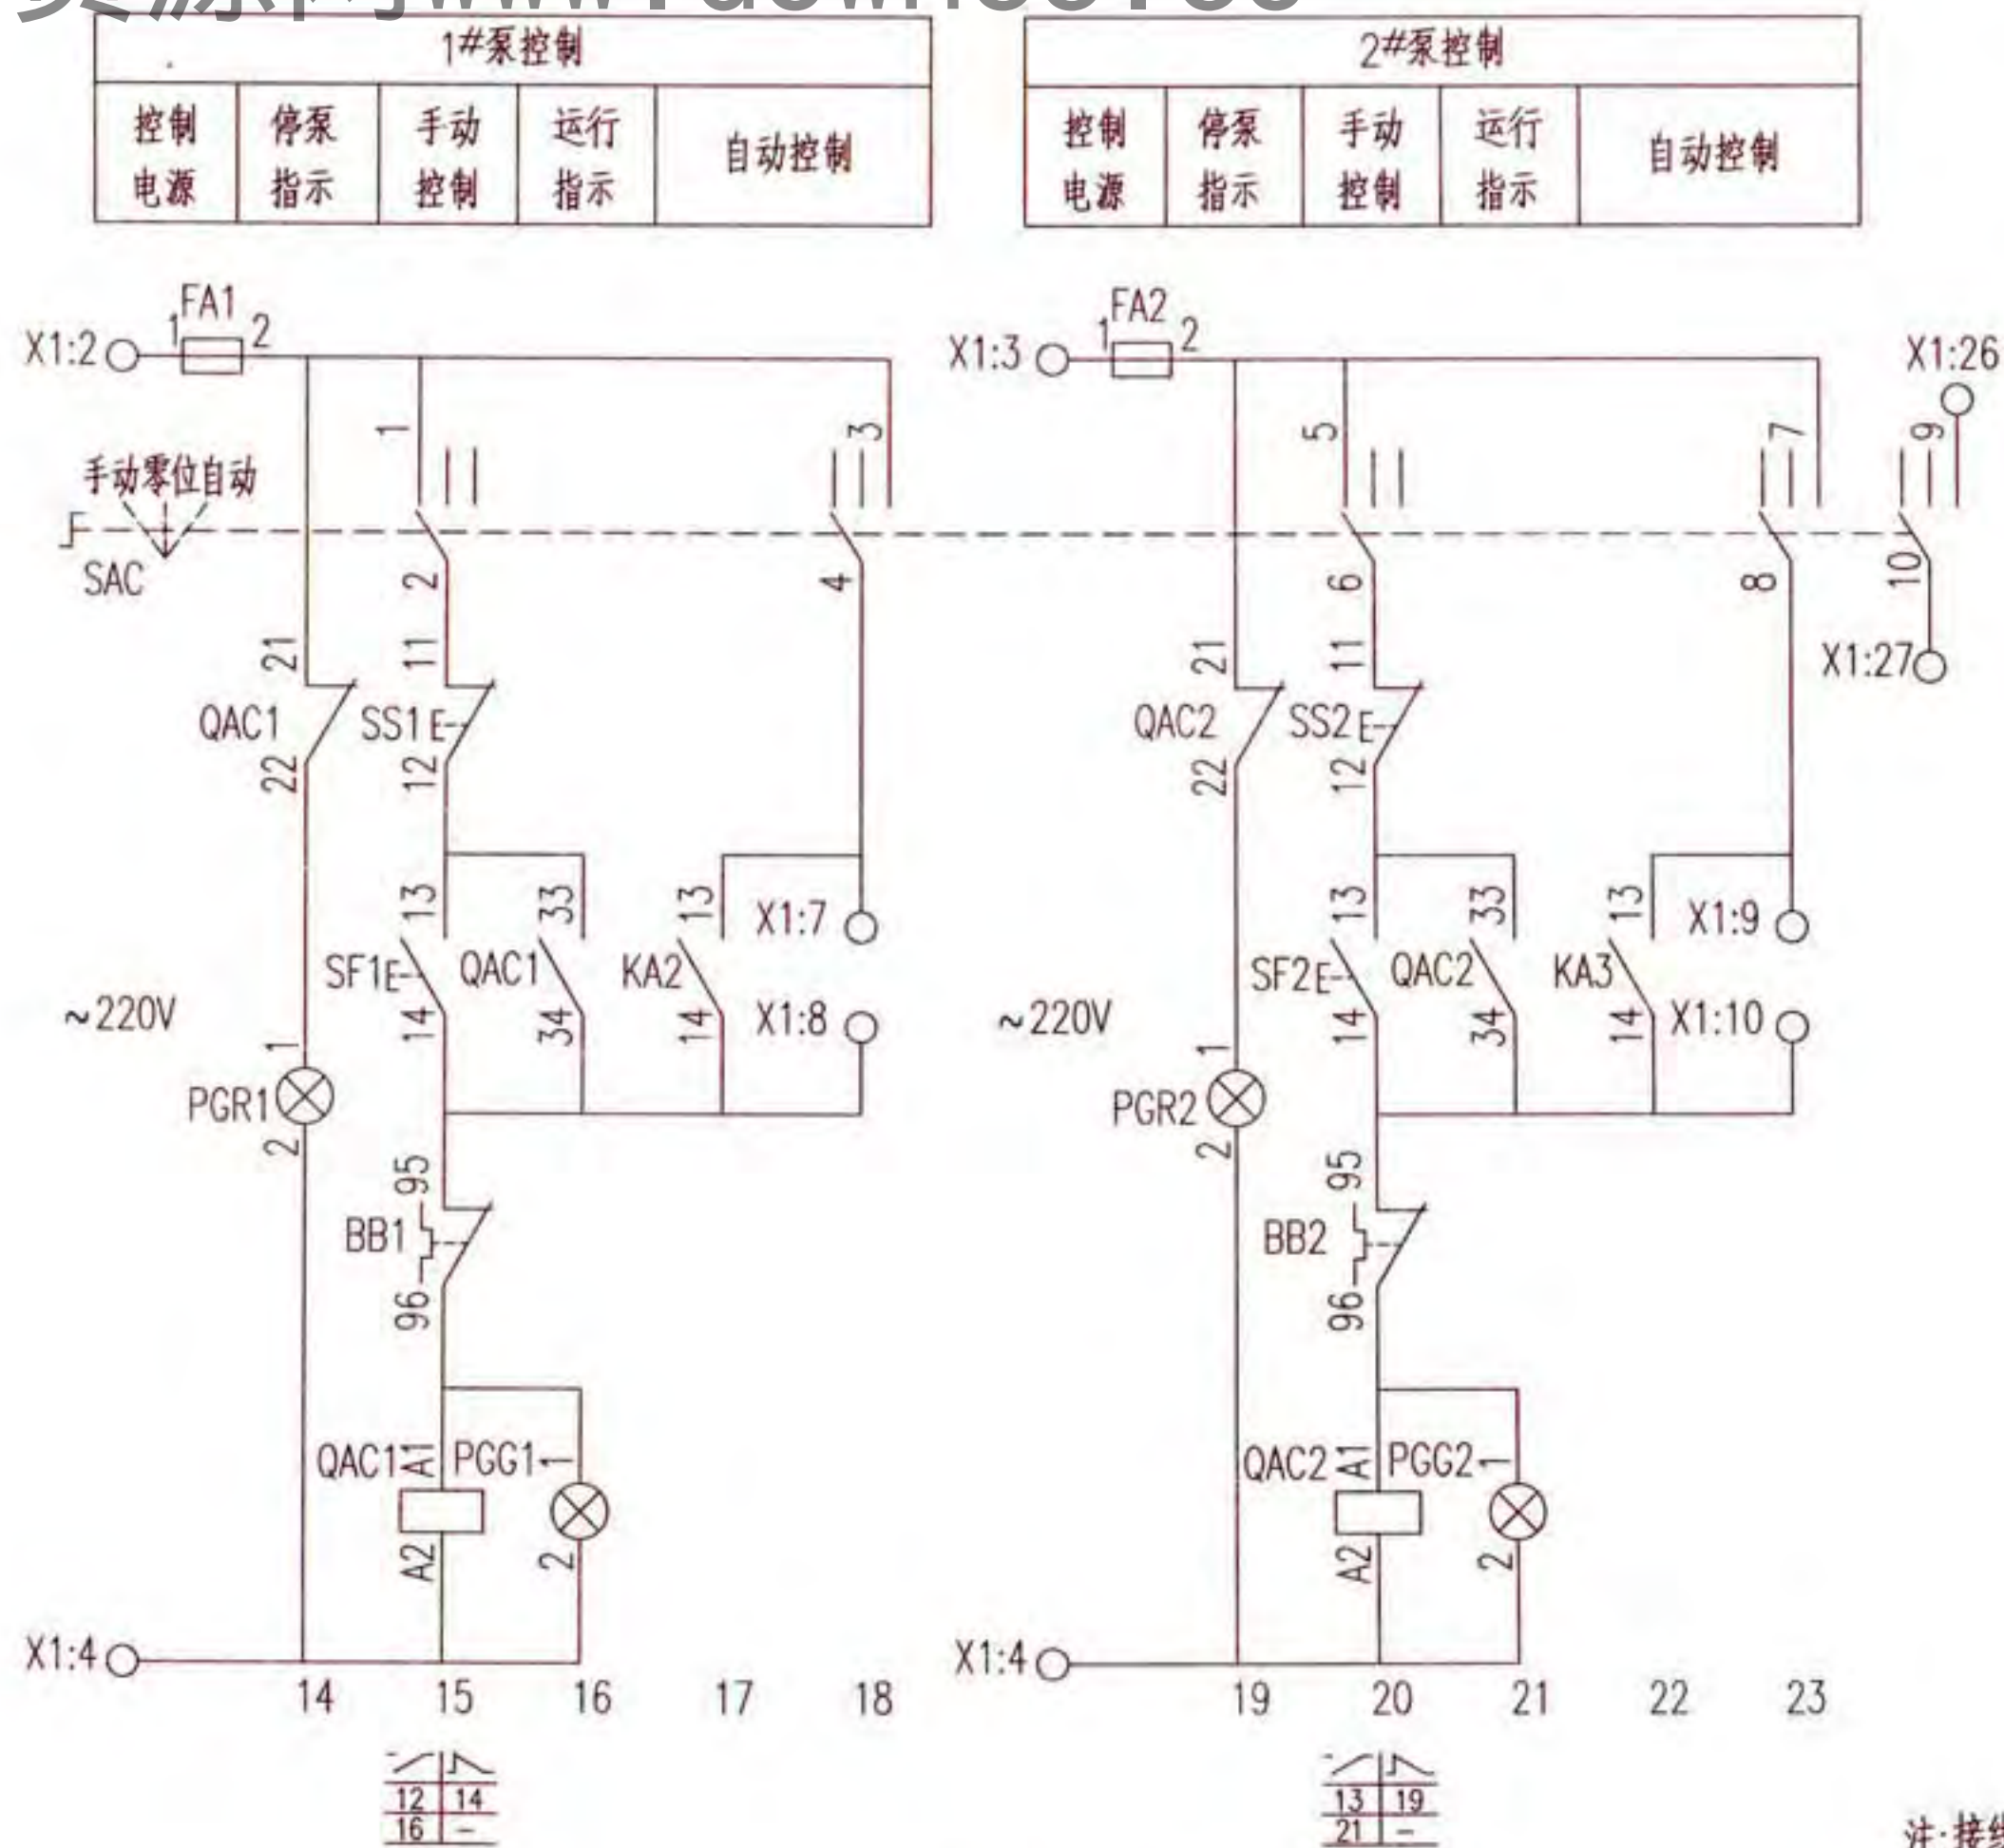 1#泵控制
控制电源
停泵指示
手动控制
运行指示
自动控制
2#泵控制
控制电源
停泵指示
手动控制
运行指示
自动控制
X1:2
FA1
1
2
X1:3
FA2
1
2
X1:26
1
3
5
7
9
手动零位自动
SAC
2
4
6
8
10
X1:27
21
QAC1
22
11
SS1
12
21
QAC2
22
11
SS2
12
13
SF1
14
33
QAC1
34
13
KA2
14
X1:7
X1:8
13
SF2
14
33
QAC2
34
13
KA3
14
X1:9
X1:10
~220V
~220V
1
PGR1
2
1
PGR2
2
95
BB1
96
95
BB2
96
QAC1
A1
A2
PGG1
1
2
QAC2
A1
A2
PGG2
1
2
X1:4
X1:4
14 15 16 17 18
19 20 21 22 23
12 14
16 -
13 19
21 -
注:接线